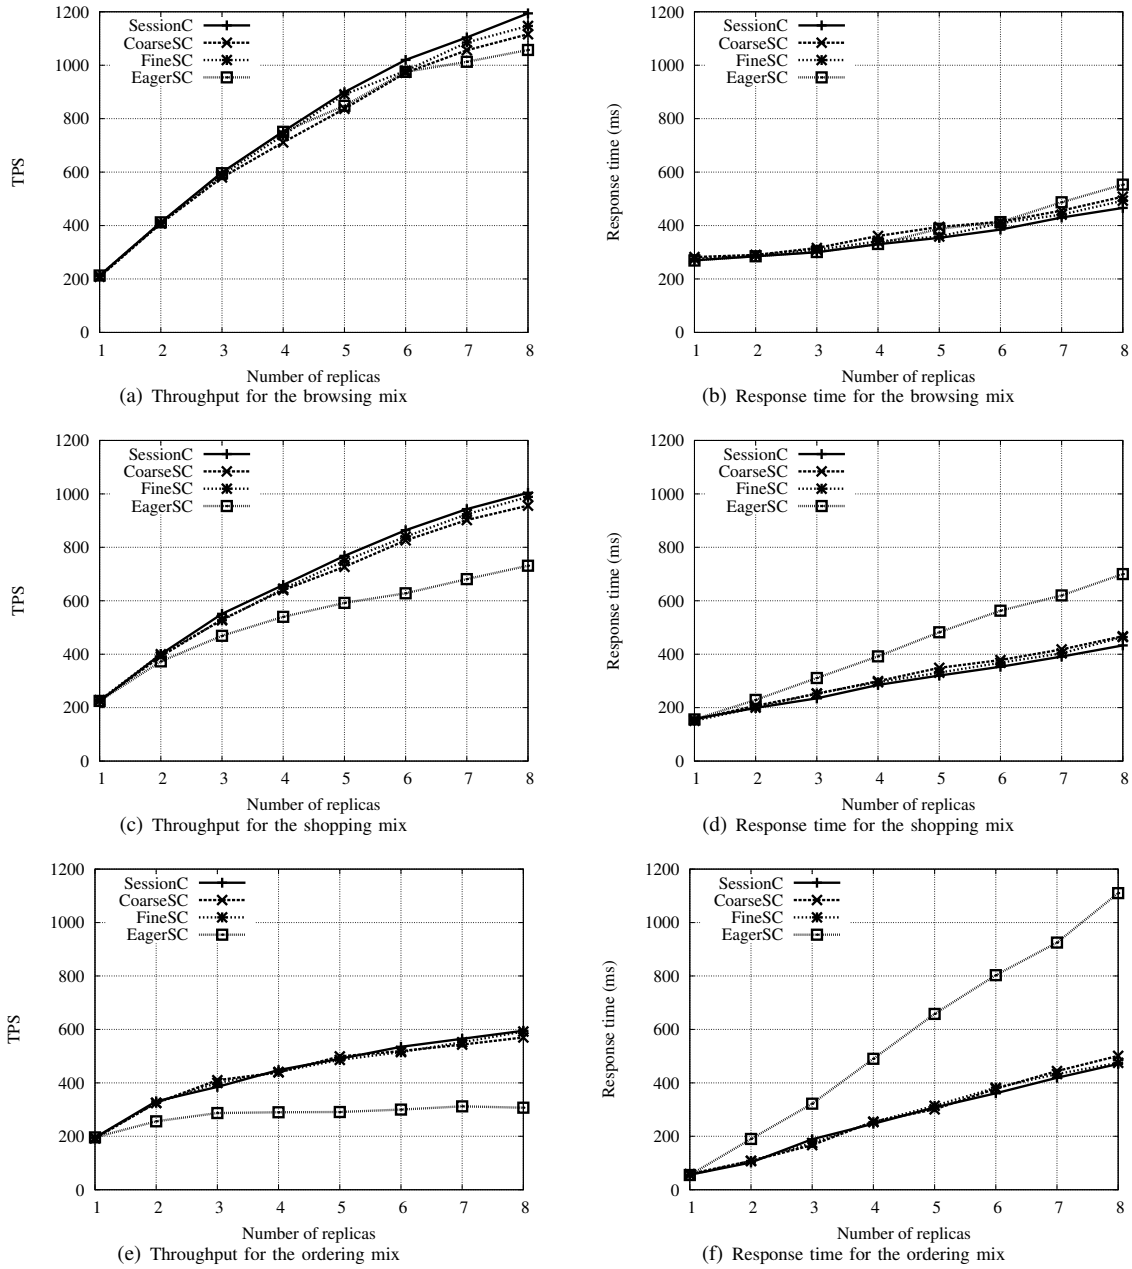 1200
1000
800
600
400
200
0
TPS
SessionC
CoarseSC
FineSC
EagerSC
1 2 3 4 5 6 7 8
Number of replicas
(a) Throughput for the browsing mix
1200
1000
800
600
400
200
0
Response time (ms)
SessionC
CoarseSC
FineSC
EagerSC
1 2 3 4 5 6 7 8
Number of replicas
(b) Response time for the browsing mix
1200
1000
800
600
400
200
0
TPS
SessionC
CoarseSC
FineSC
EagerSC
1 2 3 4 5 6 7 8
Number of replicas
(c) Throughput for the shopping mix
1200
1000
800
600
400
200
0
Response time (ms)
SessionC
CoarseSC
FineSC
EagerSC
1 2 3 4 5 6 7 8
Number of replicas
(d) Response time for the shopping mix
1200
1000
800
600
400
200
0
TPS
SessionC
CoarseSC
FineSC
EagerSC
1 2 3 4 5 6 7 8
Number of replicas
(e) Throughput for the ordering mix
1200
1000
800
600
400
200
0
Response time (ms)
SessionC
CoarseSC
FineSC
EagerSC
1 2 3 4 5 6 7 8
Number of replicas
(f) Response time for the ordering mix